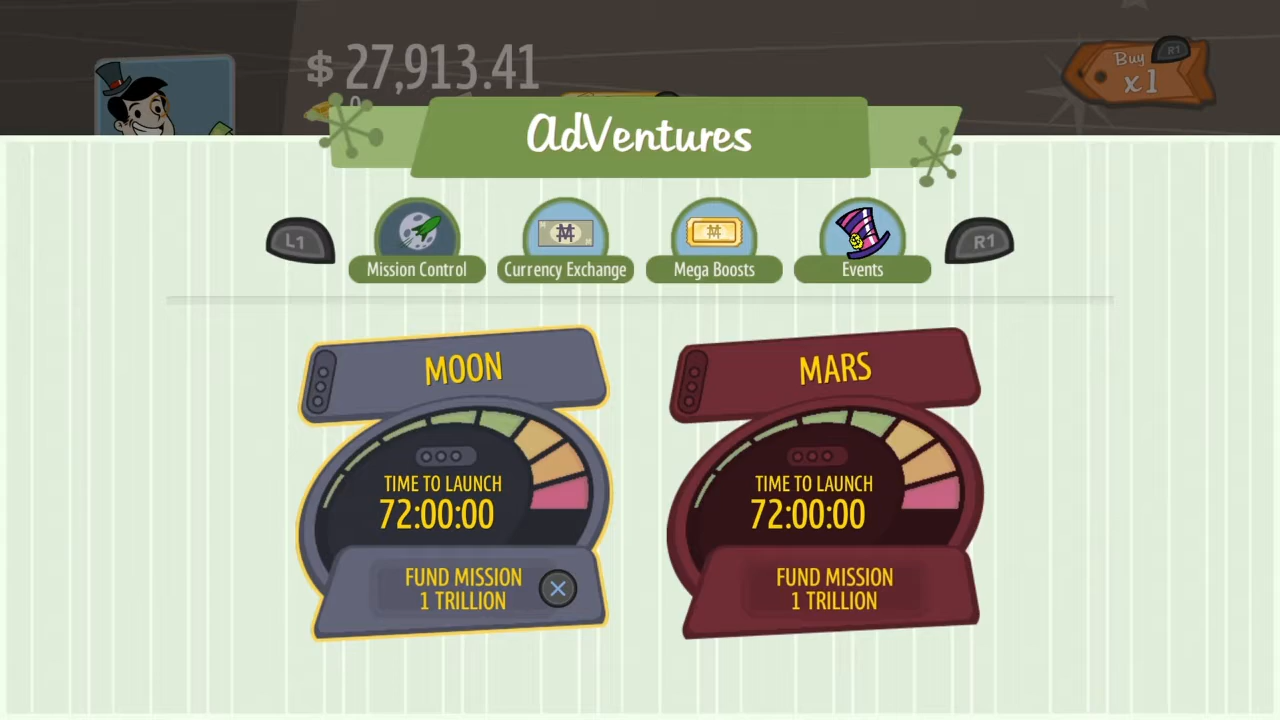 $ 27,913.41
0
Buy R1
x1
AdVentures
L1
Mission Control
Currency Exchange
Mega Boosts
Events
R1
MOON
TIME TO LAUNCH
72:00:00
FUND MISSION
1 TRILLION
MARS
TIME TO LAUNCH
72:00:00
FUND MISSION
1 TRILLION